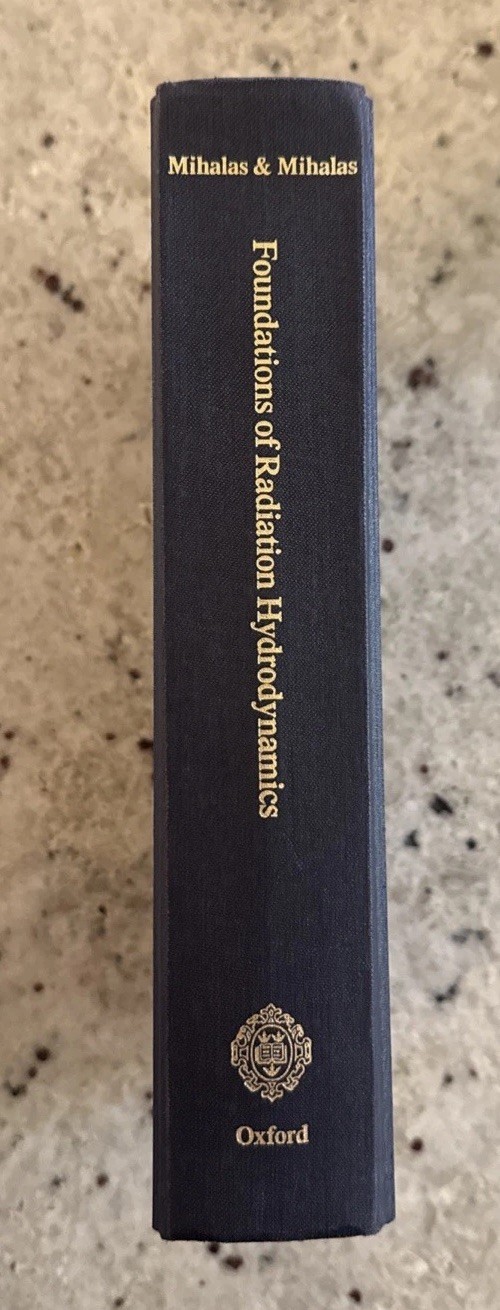 Mihalas & Mihalas
Foundations of Radiation Hydrodynamics
Oxford